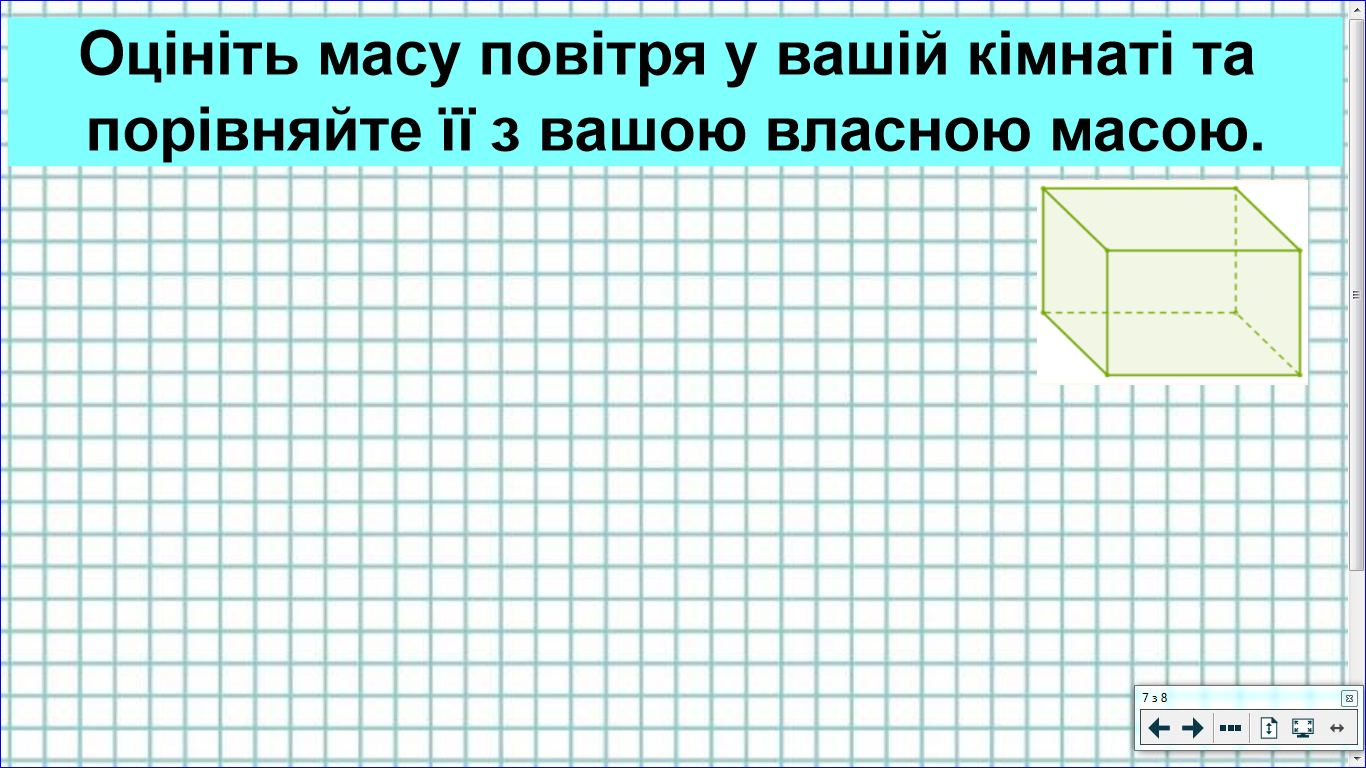 Оцініть масу повітря у вашій кімнаті та
порівняйте її з вашою власною масою.
7 з 8